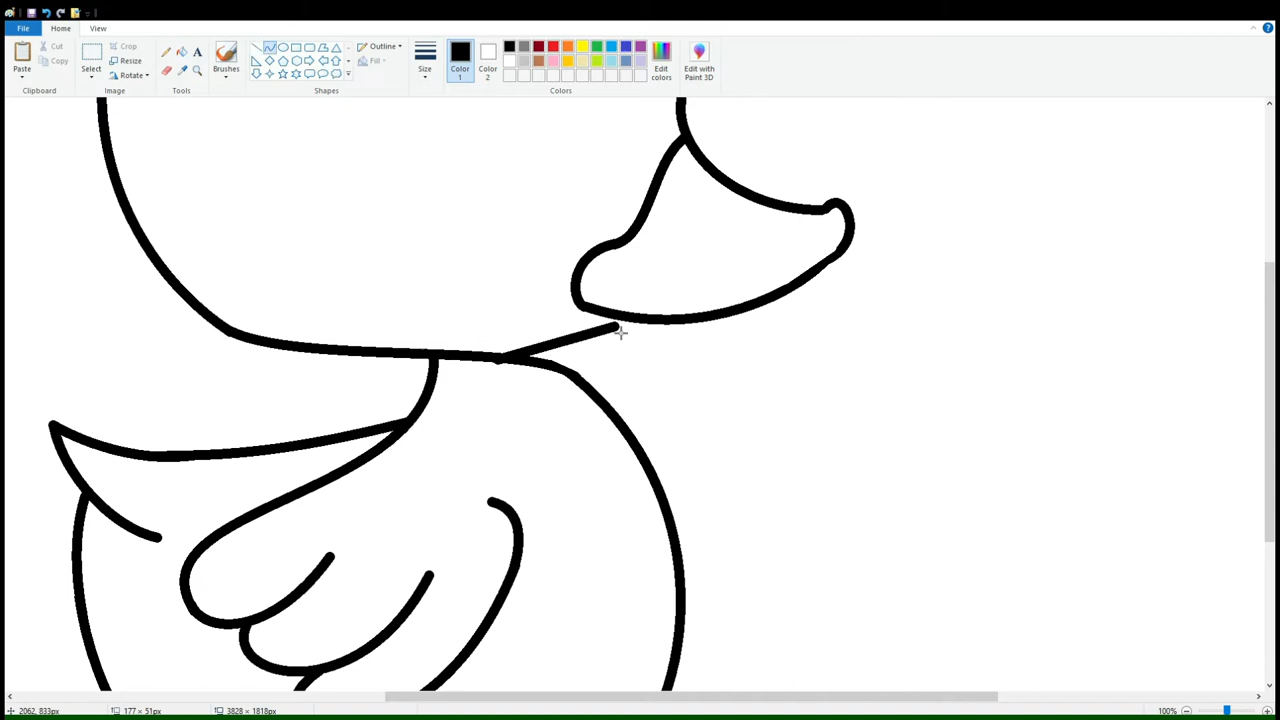 File Home View
Paste
Cut
Copy
Clipboard
Select
Crop
Resize
Rotate
Image
Tools
Brushes
Outline
Fill
Shapes
Size
Color
1
Color
2
Edit
colors
Colors
Edit with
Paint 3D
2062, 833px 177 × 51px 3828 × 1818px 100%